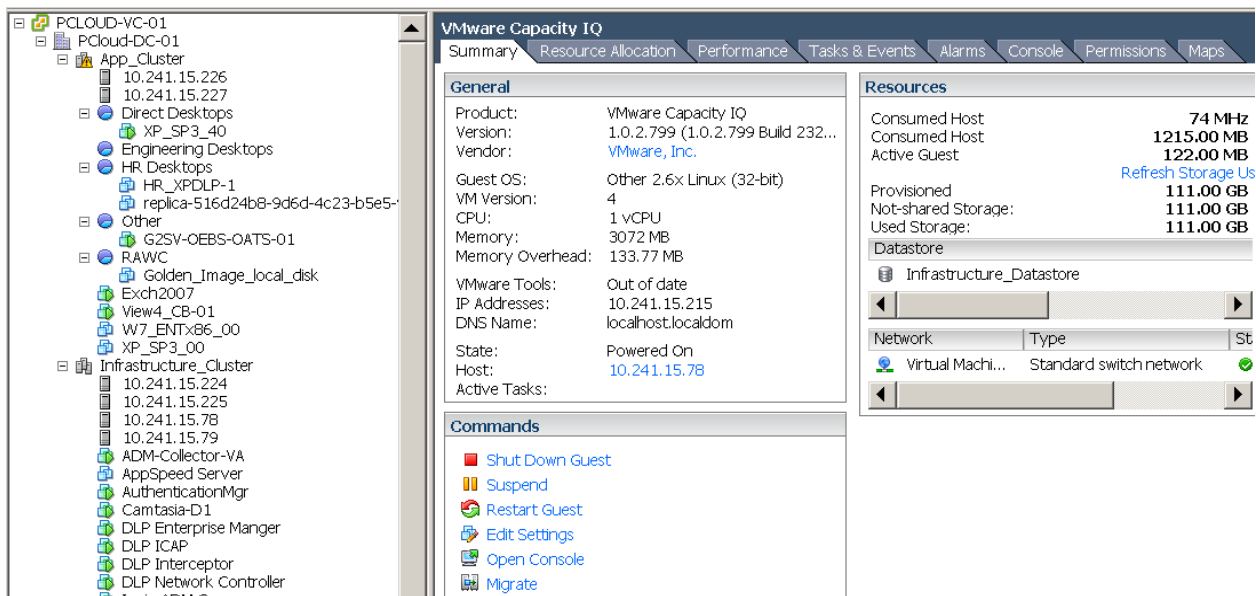 PCLOUD-VC-01
PCloud-DC-01
App_Cluster
10.241.15.226
10.241.15.227
Direct Desktops
XP_SP3_40
Engineering Desktops
HR Desktops
HR_XPDLP-1
replica-516d24b8-9d6d-4c23-b5e5-
Other
G2SV-OEBS-OATS-01
RAWC
Golden_Image_local_disk
Exch2007
View4_CB-01
W7_ENTx86_00
XP_SP3_00
Infrastructure_Cluster
10.241.15.224
10.241.15.225
10.241.15.78
10.241.15.79
ADM-Collector-VA
AppSpeed Server
AuthenticationMgr
Camtasia-D1
DLP Enterprise Manger
DLP ICAP
DLP Interceptor
DLP Network Controller
VMware Capacity IQ
Summary Resource Allocation Performance Tasks & Events Alarms Console Permissions Maps
General
Product: VMware Capacity IQ
Version: 1.0.2.799 (1.0.2.799 Build 232...
Vendor: VMware, Inc.
Guest OS: Other 2.6x Linux (32-bit)
VM Version: 4
CPU: 1 vCPU
Memory: 3072 MB
Memory Overhead: 133.77 MB
VMware Tools: Out of date
IP Addresses: 10.241.15.215
DNS Name: localhost.localdom
State: Powered On
Host: 10.241.15.78
Active Tasks:
Commands
Shut Down Guest
Suspend
Restart Guest
Edit Settings
Open Console
Migrate
Resources
Consumed Host 74 MHz
Consumed Host 1215.00 MB
Active Guest 122.00 MB
Refresh Storage Us
Provisioned 111.00 GB
Not-shared Storage: 111.00 GB
Used Storage: 111.00 GB
Datastore
Infrastructure_Datastore
Network Type St
Virtual Machi... Standard switch network